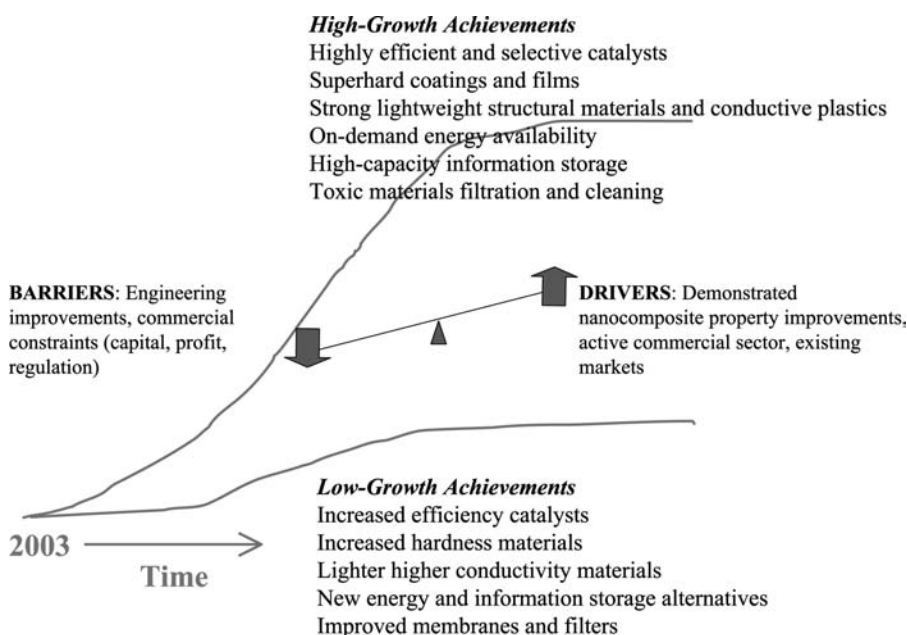 High-Growth Achievements
Highly efficient and selective catalysts
Superhard coatings and films
Strong lightweight structural materials and conductive plastics
On-demand energy availability
High-capacity information storage
Toxic materials filtration and cleaning
BARRIERS: Engineering
improvements, commercial
constraints (capital, profit,
regulation)
DRIVERS: Demonstrated
nanocomposite property improvements,
active commercial sector, existing
markets
Low-Growth Achievements
Increased efficiency catalysts
Increased hardness materials
Lighter higher conductivity materials
New energy and information storage alternatives
Improved membranes and filters
2003
Time